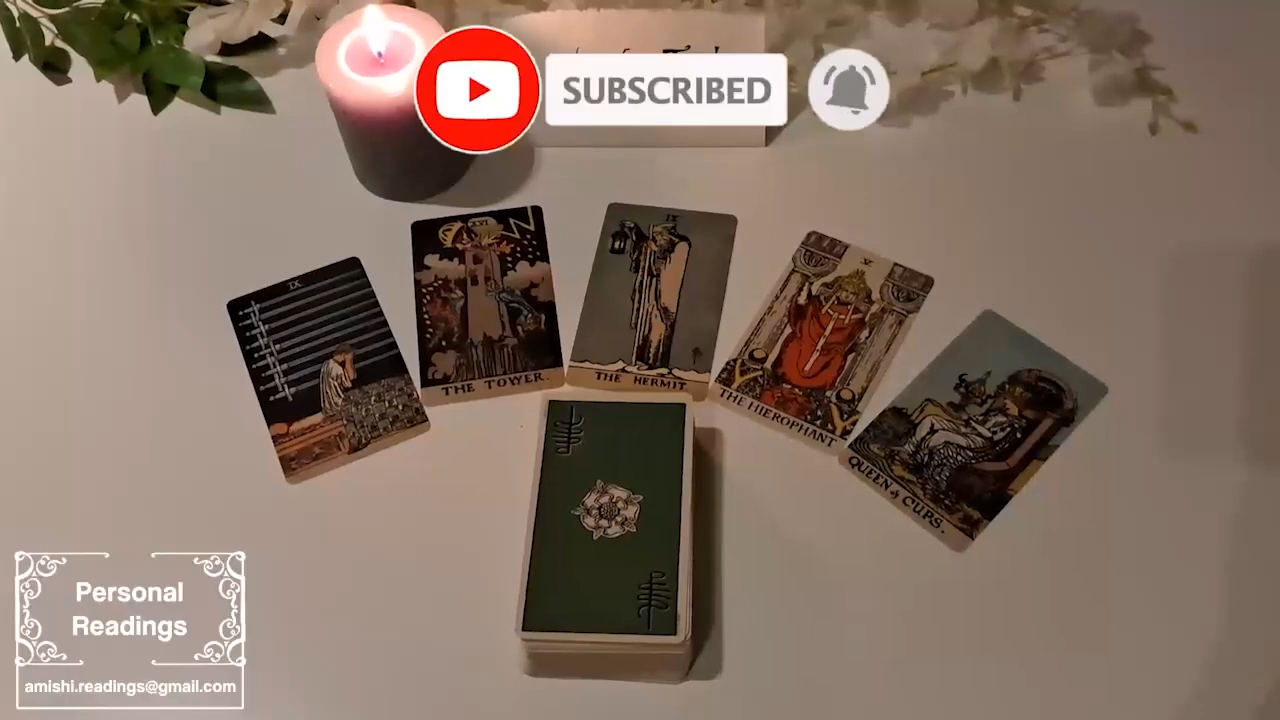 SUBSCRIBED
IX
XVI
THE TOWER.
IX
THE HERMIT
V
THE HIEROPHANT
QUEEN of CUPS.
Personal
Readings
amishi.readings@gmail.com